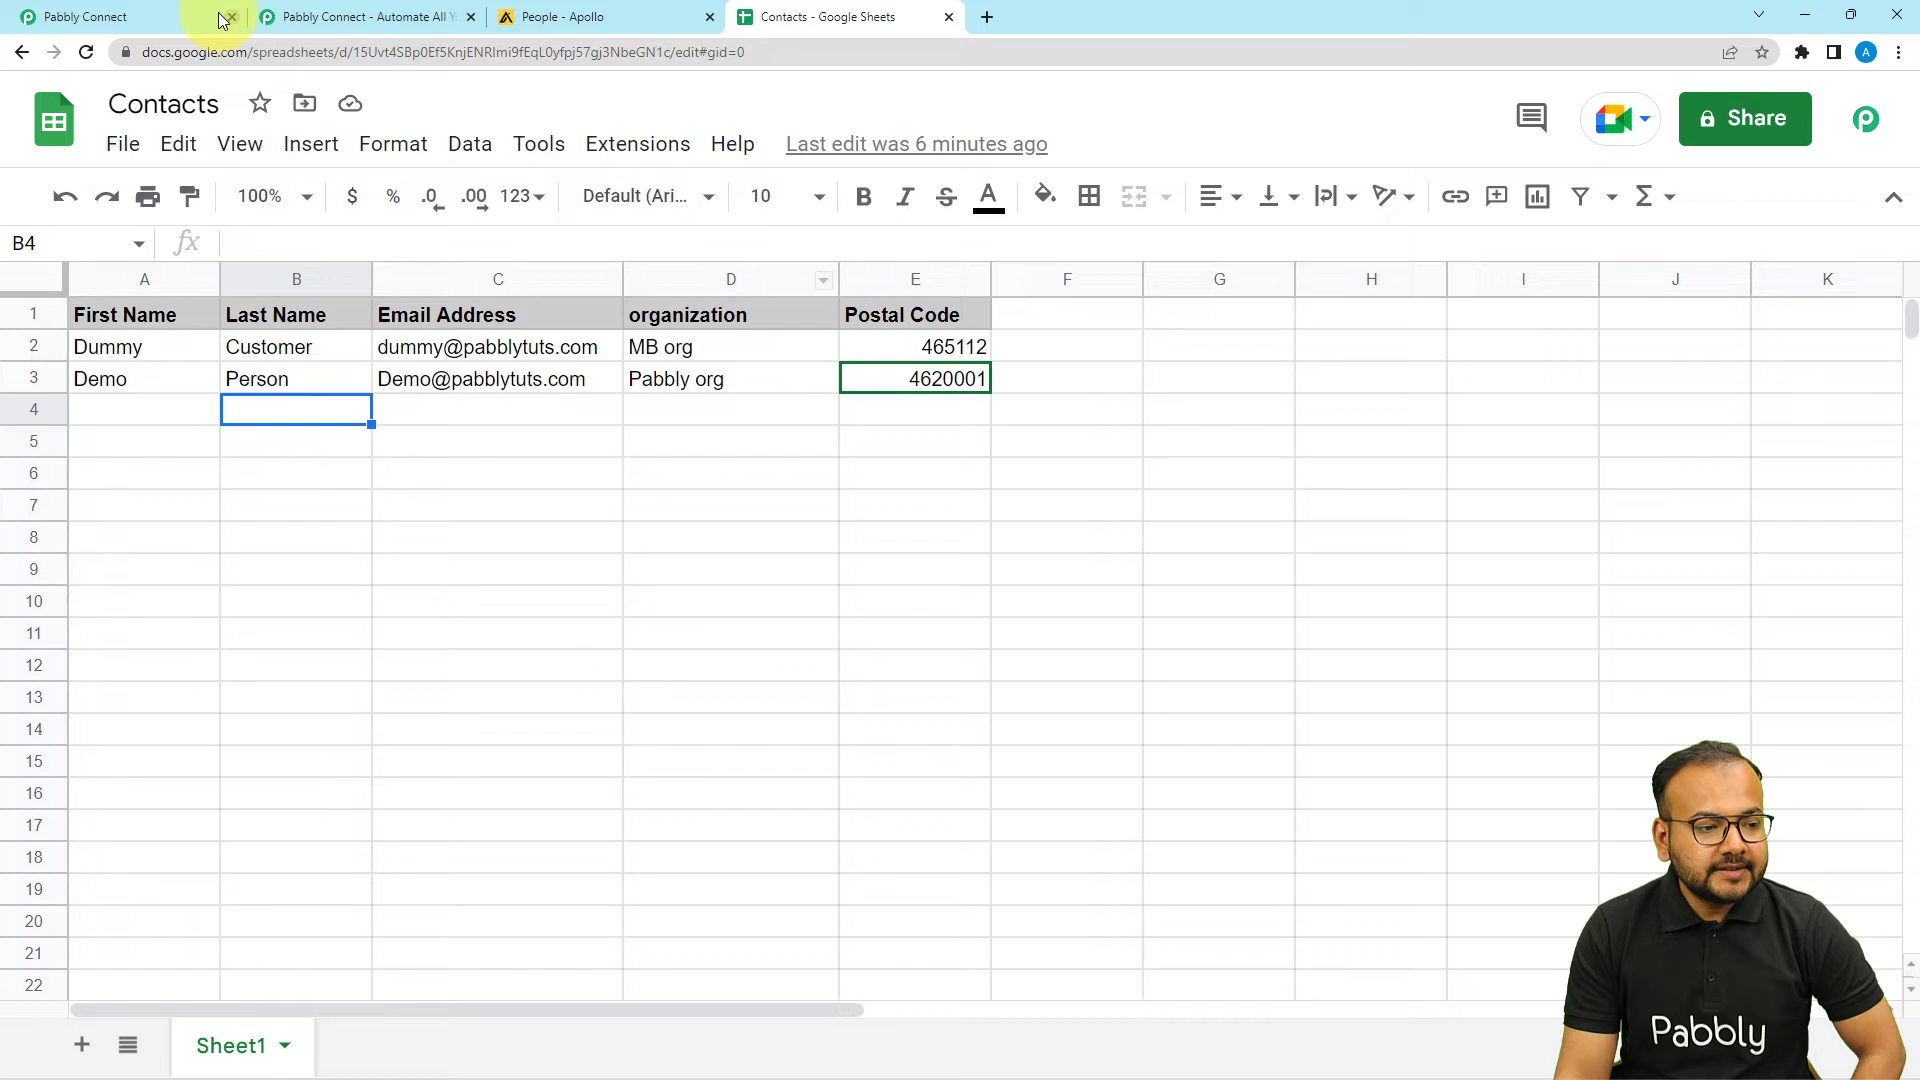 Pabbly Connect
Pabbly Connect - Automate All Y
People - Apollo
Contacts - Google Sheets
docs.google.com/spreadsheets/d/15Uvt4SBp0Ef5KnjENRlmi9fEqL0yfpj57gj3NbeGN1c/edit#gid=0
A
Contacts
File Edit View Insert Format Data Tools Extensions Help Last edit was 6 minutes ago
Share
100% $ % .0 .00 123 Default (Ari... 10 B I S A
B4 fx
A B C D E F G H I J K
1 First Name Last Name Email Address organization Postal Code
2 Dummy Customer dummy@pabblytuts.com MB org 465112
3 Demo Person Demo@pabblytuts.com Pabbly org 4620001
4
5
6
7
8
9
10
11
12
13
14
15
16
17
18
19
20
21
22
Sheet1
Pabbly